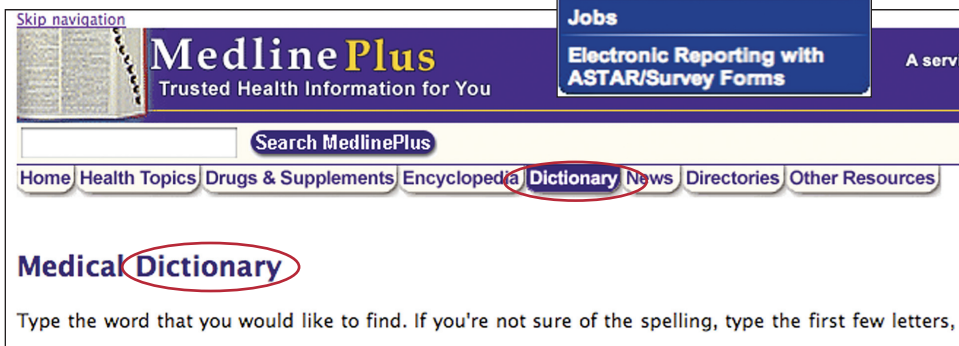 Skip navigation
Jobs
Electronic Reporting with
ASTAR/Survey Forms
MedlinePlus
Trusted Health Information for You
A serv
Search MedlinePlus
Home Health Topics Drugs & Supplements Encyclopedia Dictionary News Directories Other Resources
Medical Dictionary
Type the word that you would like to find. If you're not sure of the spelling, type the first few letters,